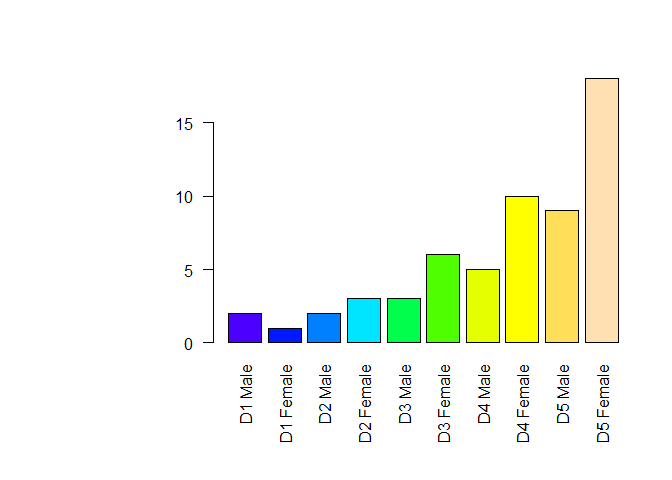 15
10
5
0
D1 Male
D1 Female
D2 Male
D2 Female
D3 Male
D3 Female
D4 Male
D4 Female
D5 Male
D5 Female